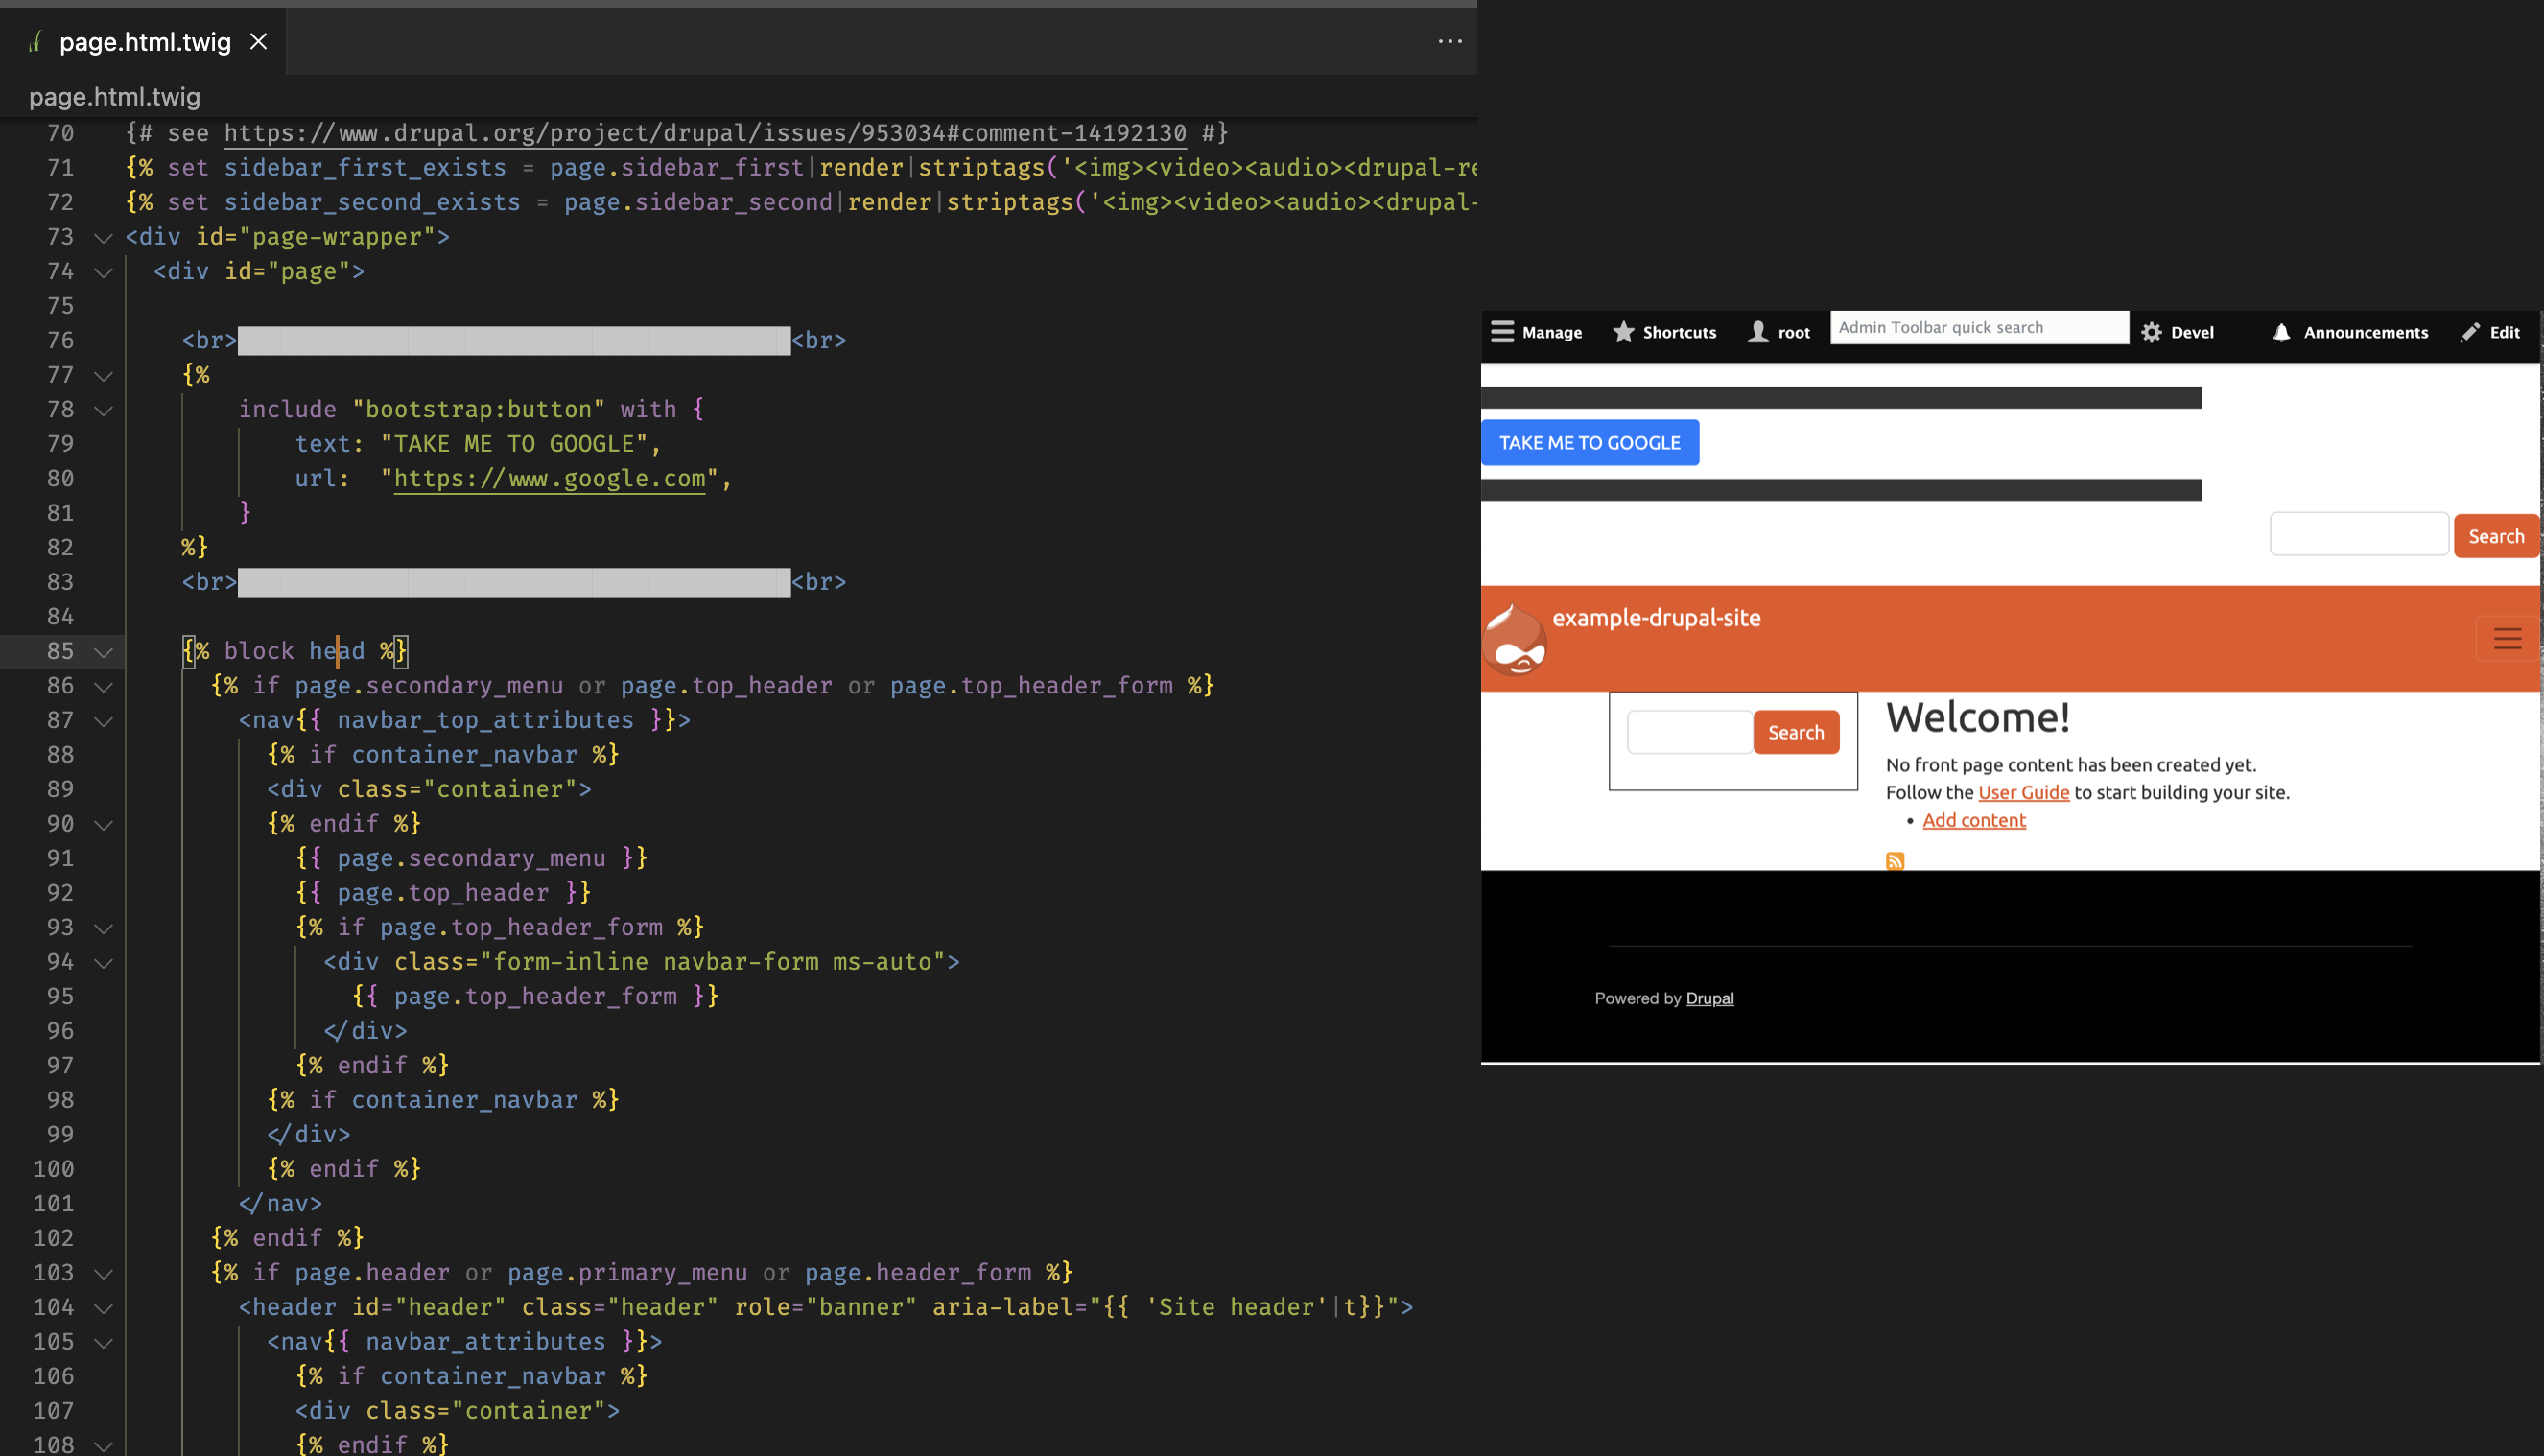 page.html.twig
page.html.twig
70 {# see https://www.drupal.org/project/drupal/issues/953034#comment-14192130 #}
71 {% set sidebar_first_exists = page.sidebar_first|render|striptags('<img><video><audio><drupal-re
72 {% set sidebar_second_exists = page.sidebar_second|render|striptags('<img><video><audio><drupal-
73 <div id="page-wrapper">
74 <div id="page">
75
76 <br><br>
77 {%
78 include "bootstrap:button" with {
79 text: "TAKE ME TO GOOGLE",
80 url: "https://www.google.com",
81 }
82 %}
83 <br><br>
84
85 {% block head %}
86 {% if page.secondary_menu or page.top_header or page.top_header_form %}
87 <nav{{ navbar_top_attributes }}>
88 {% if container_navbar %}
89 <div class="container">
90 {% endif %}
91 {{ page.secondary_menu }}
92 {{ page.top_header }}
93 {% if page.top_header_form %}
94 <div class="form-inline navbar-form ms-auto">
95 {{ page.top_header_form }}
96 </div>
97 {% endif %}
98 {% if container_navbar %}
99 </div>
100 {% endif %}
101 </nav>
102 {% endif %}
103 {% if page.header or page.primary_menu or page.header_form %}
104 <header id="header" class="header" role="banner" aria-label="{{ 'Site header'|t}}">
105 <nav{{ navbar_attributes }}>
106 {% if container_navbar %}
107 <div class="container">
108 {% endif %}
Manage Shortcuts root Admin Toolbar quick search Devel Announcements Edit
TAKE ME TO GOOGLE
Search
example-drupal-site
Search
Welcome!
No front page content has been created yet.
Follow the User Guide to start building your site.
• Add content
Powered by Drupal